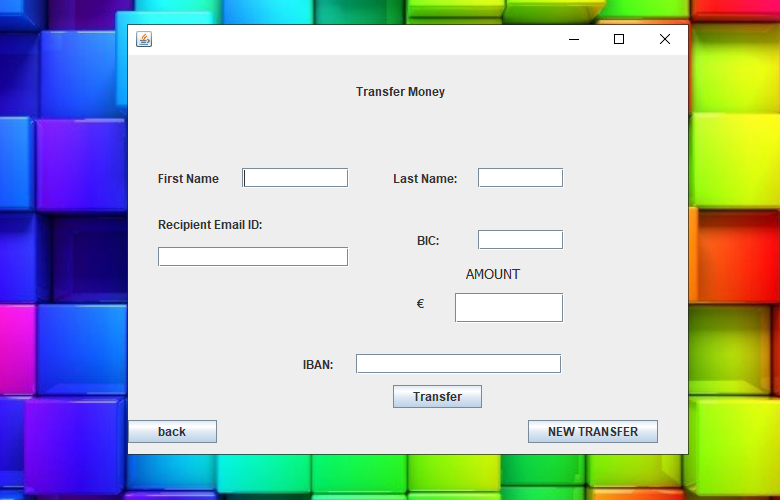 Transfer Money
First Name
Last Name:
Recipient Email ID:
BIC:
AMOUNT
€
IBAN:
Transfer
back
NEW TRANSFER